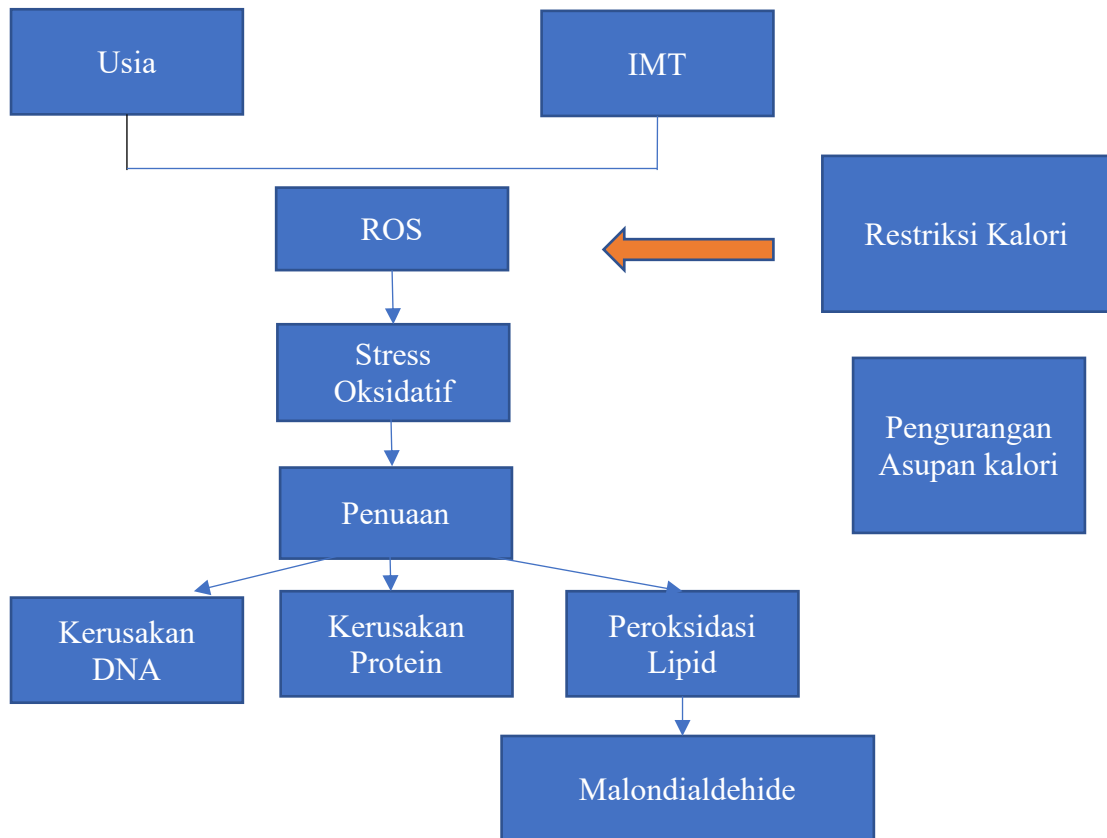 Usia
IMT
ROS
Restriksi Kalori
Stress
Oksidatif
Pengurangan
Asupan kalori
Penuaan
Kerusakan
DNA
Kerusakan
Protein
Peroksidasi
Lipid
Malondialdehide